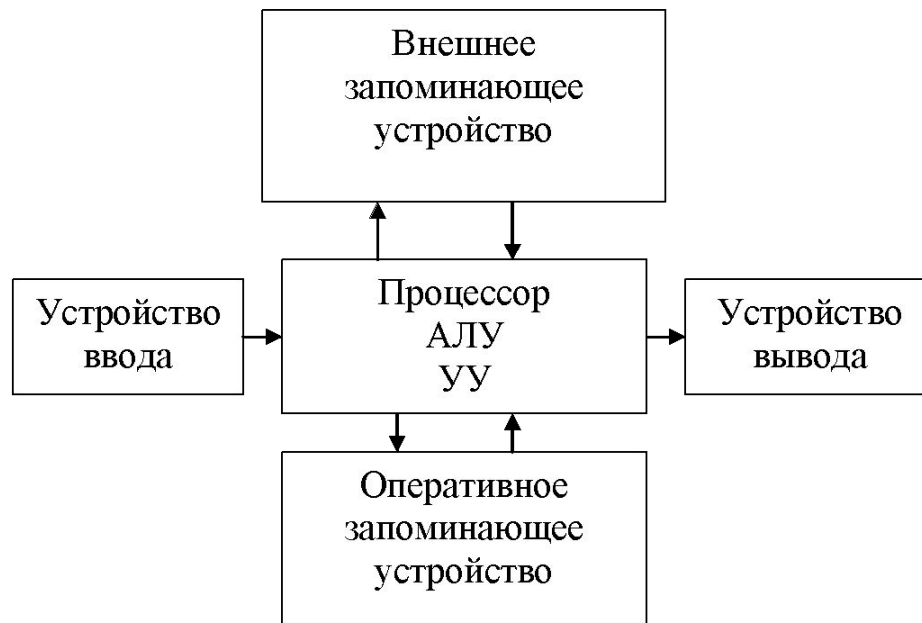 Внешнее
запоминающее
устройство
Устройство
ввода
Процессор
АЛУ
УУ
Устройство
вывода
Оперативное
запоминающее
устройство